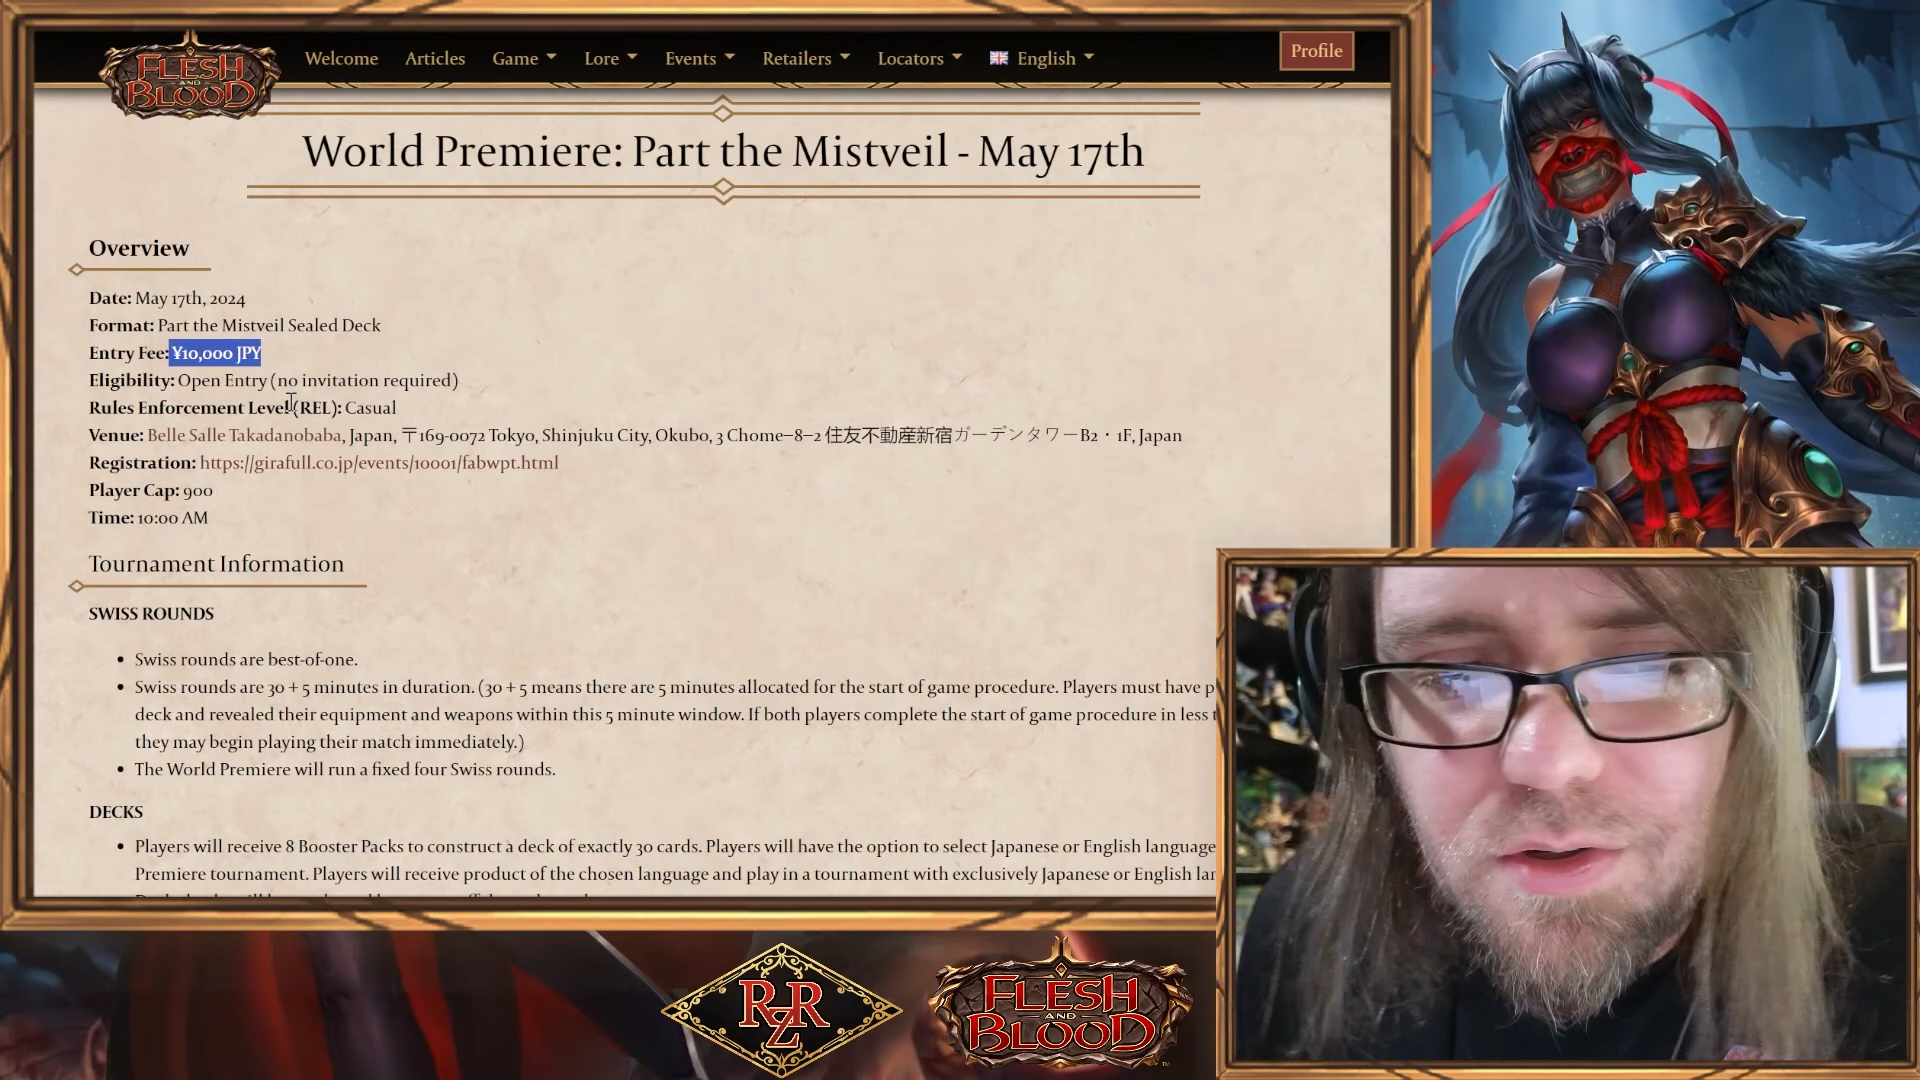 FLESH
AND
BLOOD
Welcome Articles Game Lore Events Retailers Locators English Profile
World Premiere: Part the Mistveil - May 17th
Overview
Date: May 17th, 2024
Format: Part the Mistveil Sealed Deck
Entry Fee: ¥10,000 JPY
Eligibility: Open Entry (no invitation required)
Rules Enforcement Level (REL): Casual
Venue: Belle Salle Takadanobaba, Japan, 〒169-0072 Tokyo, Shinjuku City, Okubo, 3 Chome−8−2 住友不動産新宿ガーデンタワーB2・1F, Japan
Registration: https://girafull.co.jp/events/10001/fabwpt.html
Player Cap: 900
Time: 10:00 AM
Tournament Information
SWISS ROUNDS
• Swiss rounds are best-of-one.
• Swiss rounds are 30 + 5 minutes in duration. (30 + 5 means there are 5 minutes allocated for the start of game procedure. Players must have
deck and revealed their equipment and weapons within this 5 minute window. If both players complete the start of game procedure in less
they may begin playing their match immediately.)
• The World Premiere will run a fixed four Swiss rounds.
DECKS
• Players will receive 8 Booster Packs to construct a deck of exactly 30 cards. Players will have the option to select Japanese or English language
Premiere tournament. Players will receive product of the chosen language and play in a tournament with exclusively Japanese or English
RZR
FLESH
AND
BLOOD